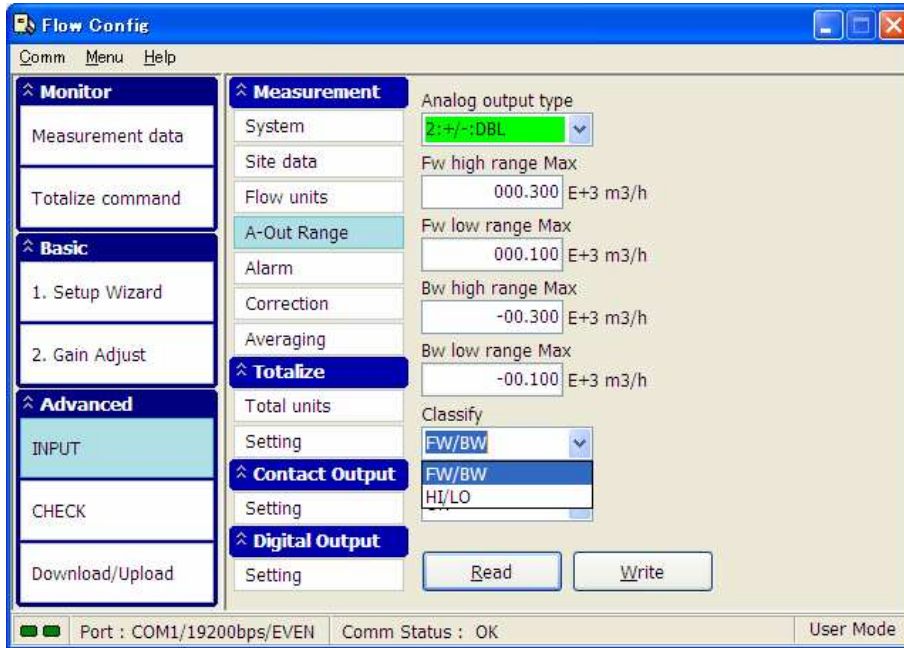 Flow Config
Comm Menu Help
Monitor
Measurement data
Totalize command
Basic
1. Setup Wizard
2. Gain Adjust
Advanced
INPUT
CHECK
Download/Upload
Measurement
System
Site data
Flow units
A-Out Range
Alarm
Correction
Averaging
Totalize
Total units
Setting
Contact Output
Setting
Digital Output
Setting
Analog output type
2:+/-:DBL
Fw high range Max
000.300 E+3 m3/h
Fw low range Max
000.100 E+3 m3/h
Bw high range Max
-00.300 E+3 m3/h
Bw low range Max
-00.100 E+3 m3/h
Classify
FW/BW
FW/BW
HI/LO
Read Write
Port : COM1/19200bps/EVEN Comm Status : OK User Mode